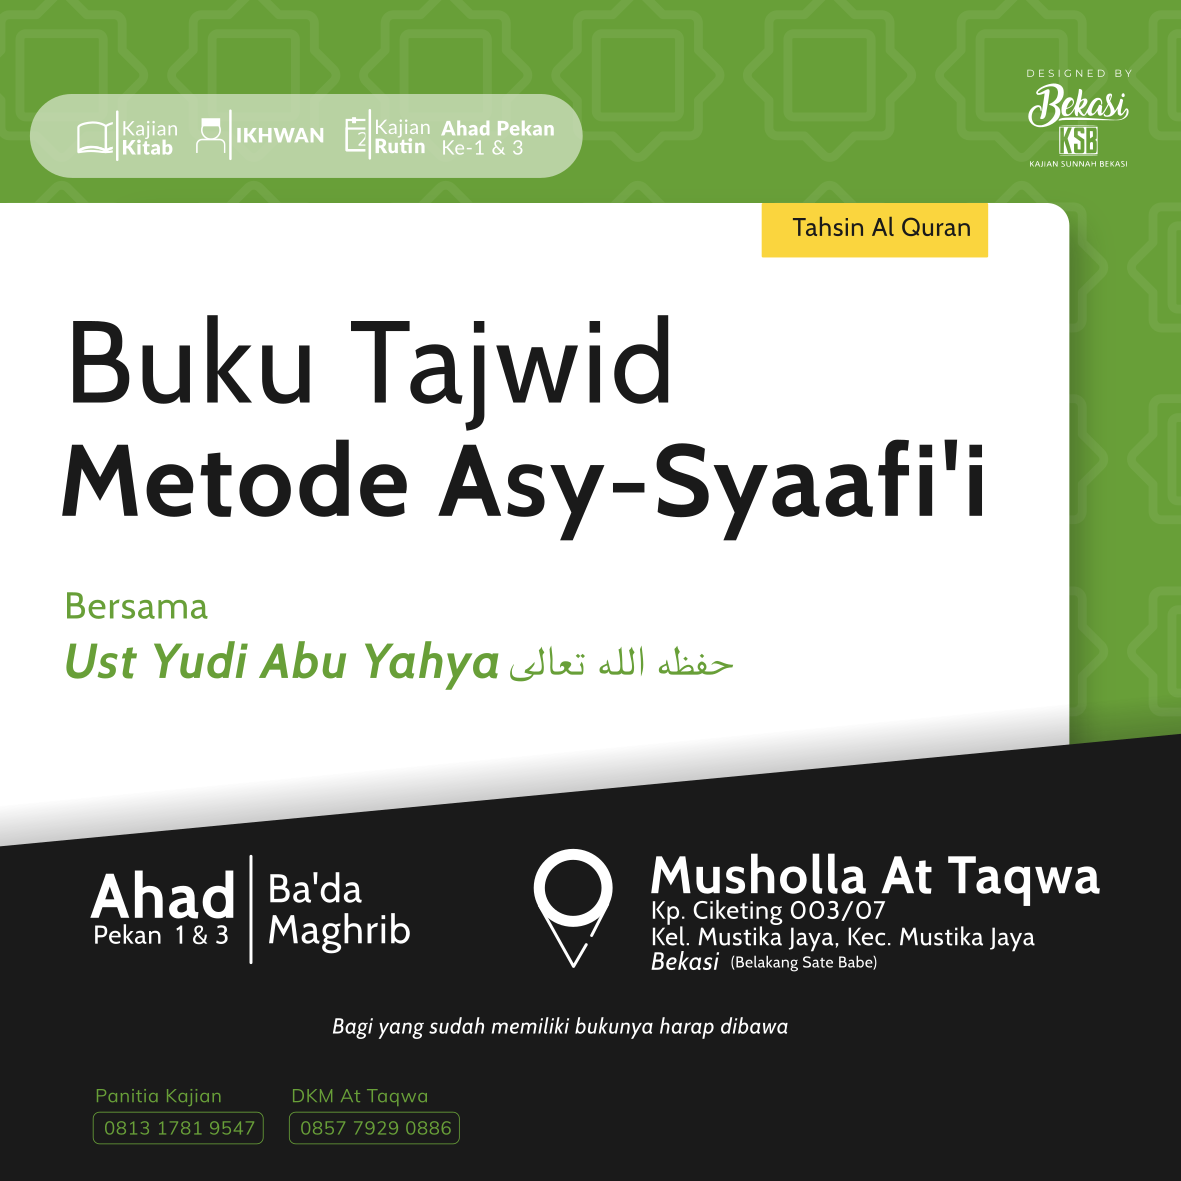 DESIGNED BY
Bekasi
KSB
KAJIAN SUNNAH BEKASI
Kajian
Kitab
IKHWAN
2
Kajian
Rutin
Ahad Pekan
Ke-1 & 3
Tahsin Al Quran
Buku Tajwid
Metode Asy-Syaafi'i
Bersama
Ust Yudi Abu Yahya حفظه الله تعالى
Ahad
Pekan 1 & 3
Ba'da
Maghrib
Musholla At Taqwa
Kp. Ciketing 003/07
Kel. Mustika Jaya, Kec. Mustika Jaya
Bekasi (Belakang Sate Babe)
Bagi yang sudah memiliki bukunya harap dibawa
Panitia Kajian
0813 1781 9547
DKM At Taqwa
0857 7929 0886